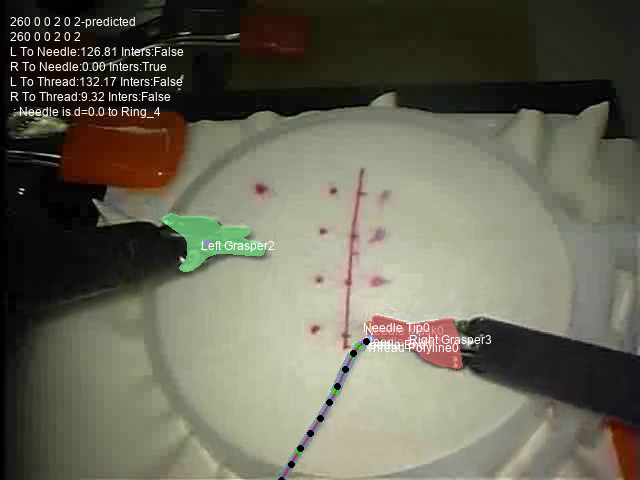 260 0 0 2 0 2-predicted
260 0 0 2 0 2
L To Needle:126.81 Inters:False
R To Needle:0.00 Inters:True
L To Thread:132.17 Inters:False
R To Thread:9.32 Inters:False
: Needle is d=0.0 to Ring_4
Left Grasper2
Needle Tip0
Right Grasper3
Thread Polyline0